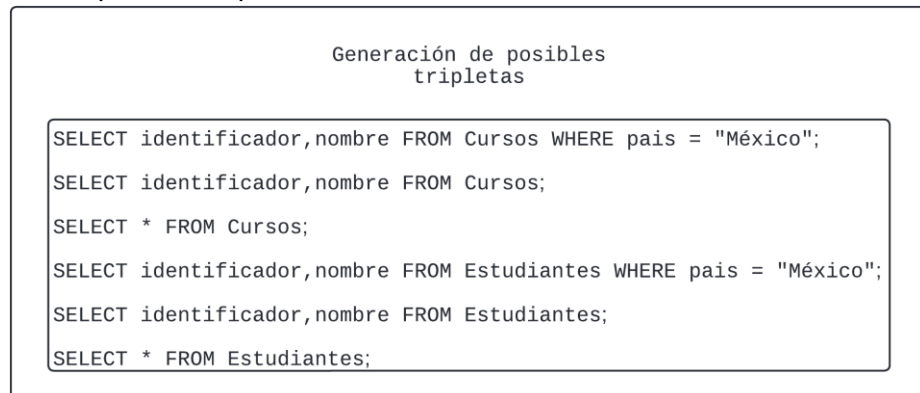 Generación de posibles
tripletas
SELECT identificador,nombre FROM Cursos WHERE pais = "México";
SELECT identificador,nombre FROM Cursos;
SELECT * FROM Cursos;
SELECT identificador,nombre FROM Estudiantes WHERE pais = "México";
SELECT identificador,nombre FROM Estudiantes;
SELECT * FROM Estudiantes;